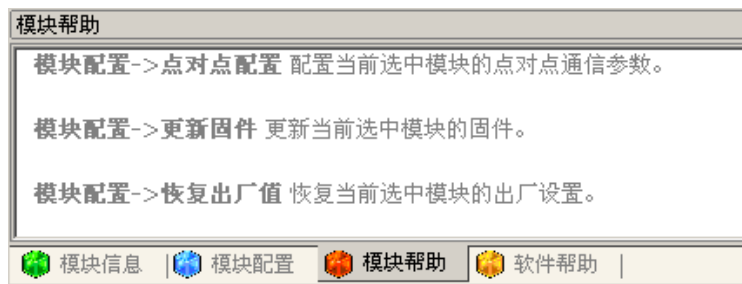 模块帮助
模块配置->点对点配置 配置当前选中模块的点对点通信参数。
模块配置->更新固件 更新当前选中模块的固件。
模块配置->恢复出厂值 恢复当前选中模块的出厂设置。
模块信息 | 模块配置 模块帮助 软件帮助 |